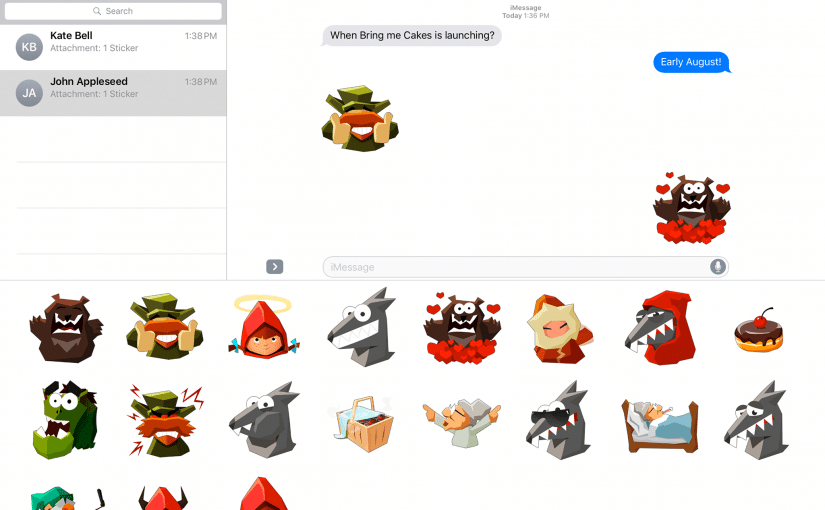 Search
KB
Kate Bell
1:38 PM
Attachment: 1 Sticker
JA
John Appleseed
1:38 PM
Attachment: 1 Sticker
iMessage
Today 1:36 PM
When Bring me Cakes is launching?
Early August!
iMessage